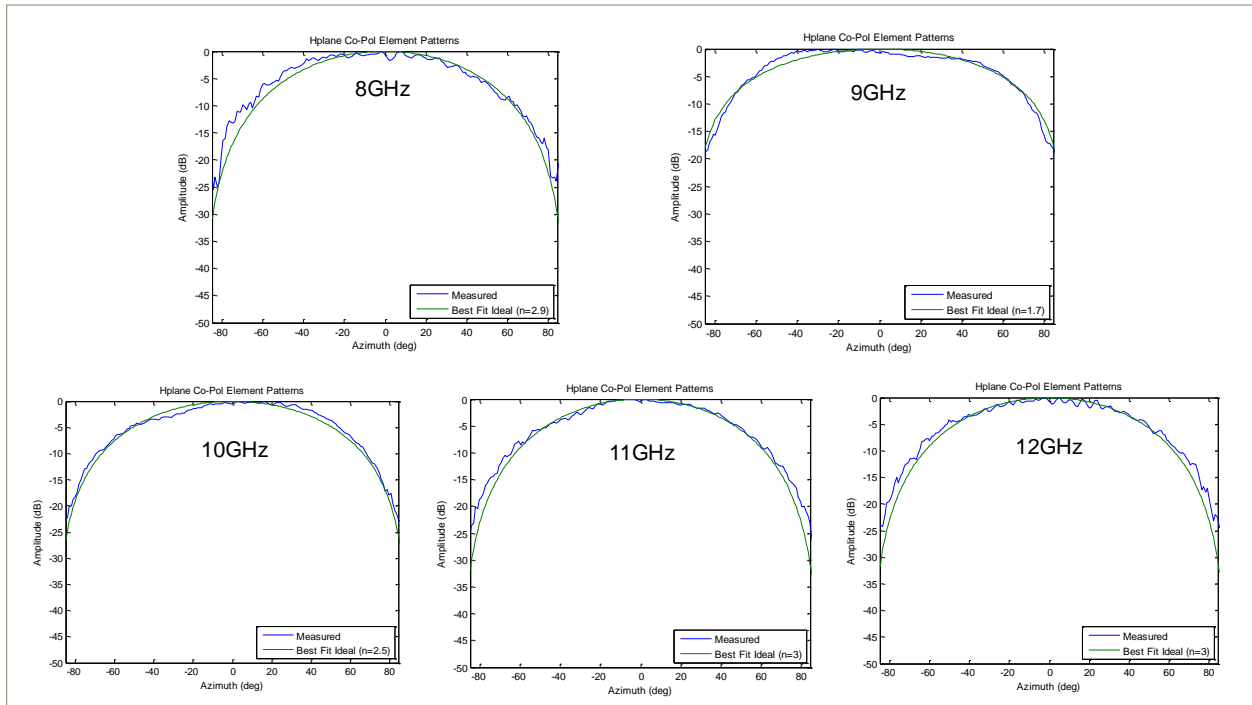 Hplane Co-Pol Element Patterns
8GHz
Amplitude (dB)
0
-5
-10
-15
-20
-25
-30
-35
-40
-45
-50
-80 -60 -40 -20 0 20 40 60 80
Azimuth (deg)
Measured
Best Fit Ideal (n=2.9)
Hplane Co-Pol Element Patterns
9GHz
Amplitude (dB)
0
-5
-10
-15
-20
-25
-30
-35
-40
-45
-50
-80 -60 -40 -20 0 20 40 60 80
Azimuth (deg)
Measured
Best Fit Ideal (n=1.7)
Hplane Co-Pol Element Patterns
10GHz
Amplitude (dB)
0
-5
-10
-15
-20
-25
-30
-35
-40
-45
-50
-80 -60 -40 -20 0 20 40 60 80
Azimuth (deg)
Measured
Best Fit Ideal (n=2.5)
Hplane Co-Pol Element Patterns
11GHz
Amplitude (dB)
0
-5
-10
-15
-20
-25
-30
-35
-40
-45
-50
-80 -60 -40 -20 0 20 40 60 80
Azimuth (deg)
Measured
Best Fit Ideal (n=3)
Hplane Co-Pol Element Patterns
12GHz
Amplitude (dB)
0
-5
-10
-15
-20
-25
-30
-35
-40
-45
-50
-80 -60 -40 -20 0 20 40 60 80
Azimuth (deg)
Measured
Best Fit Ideal (n=3)